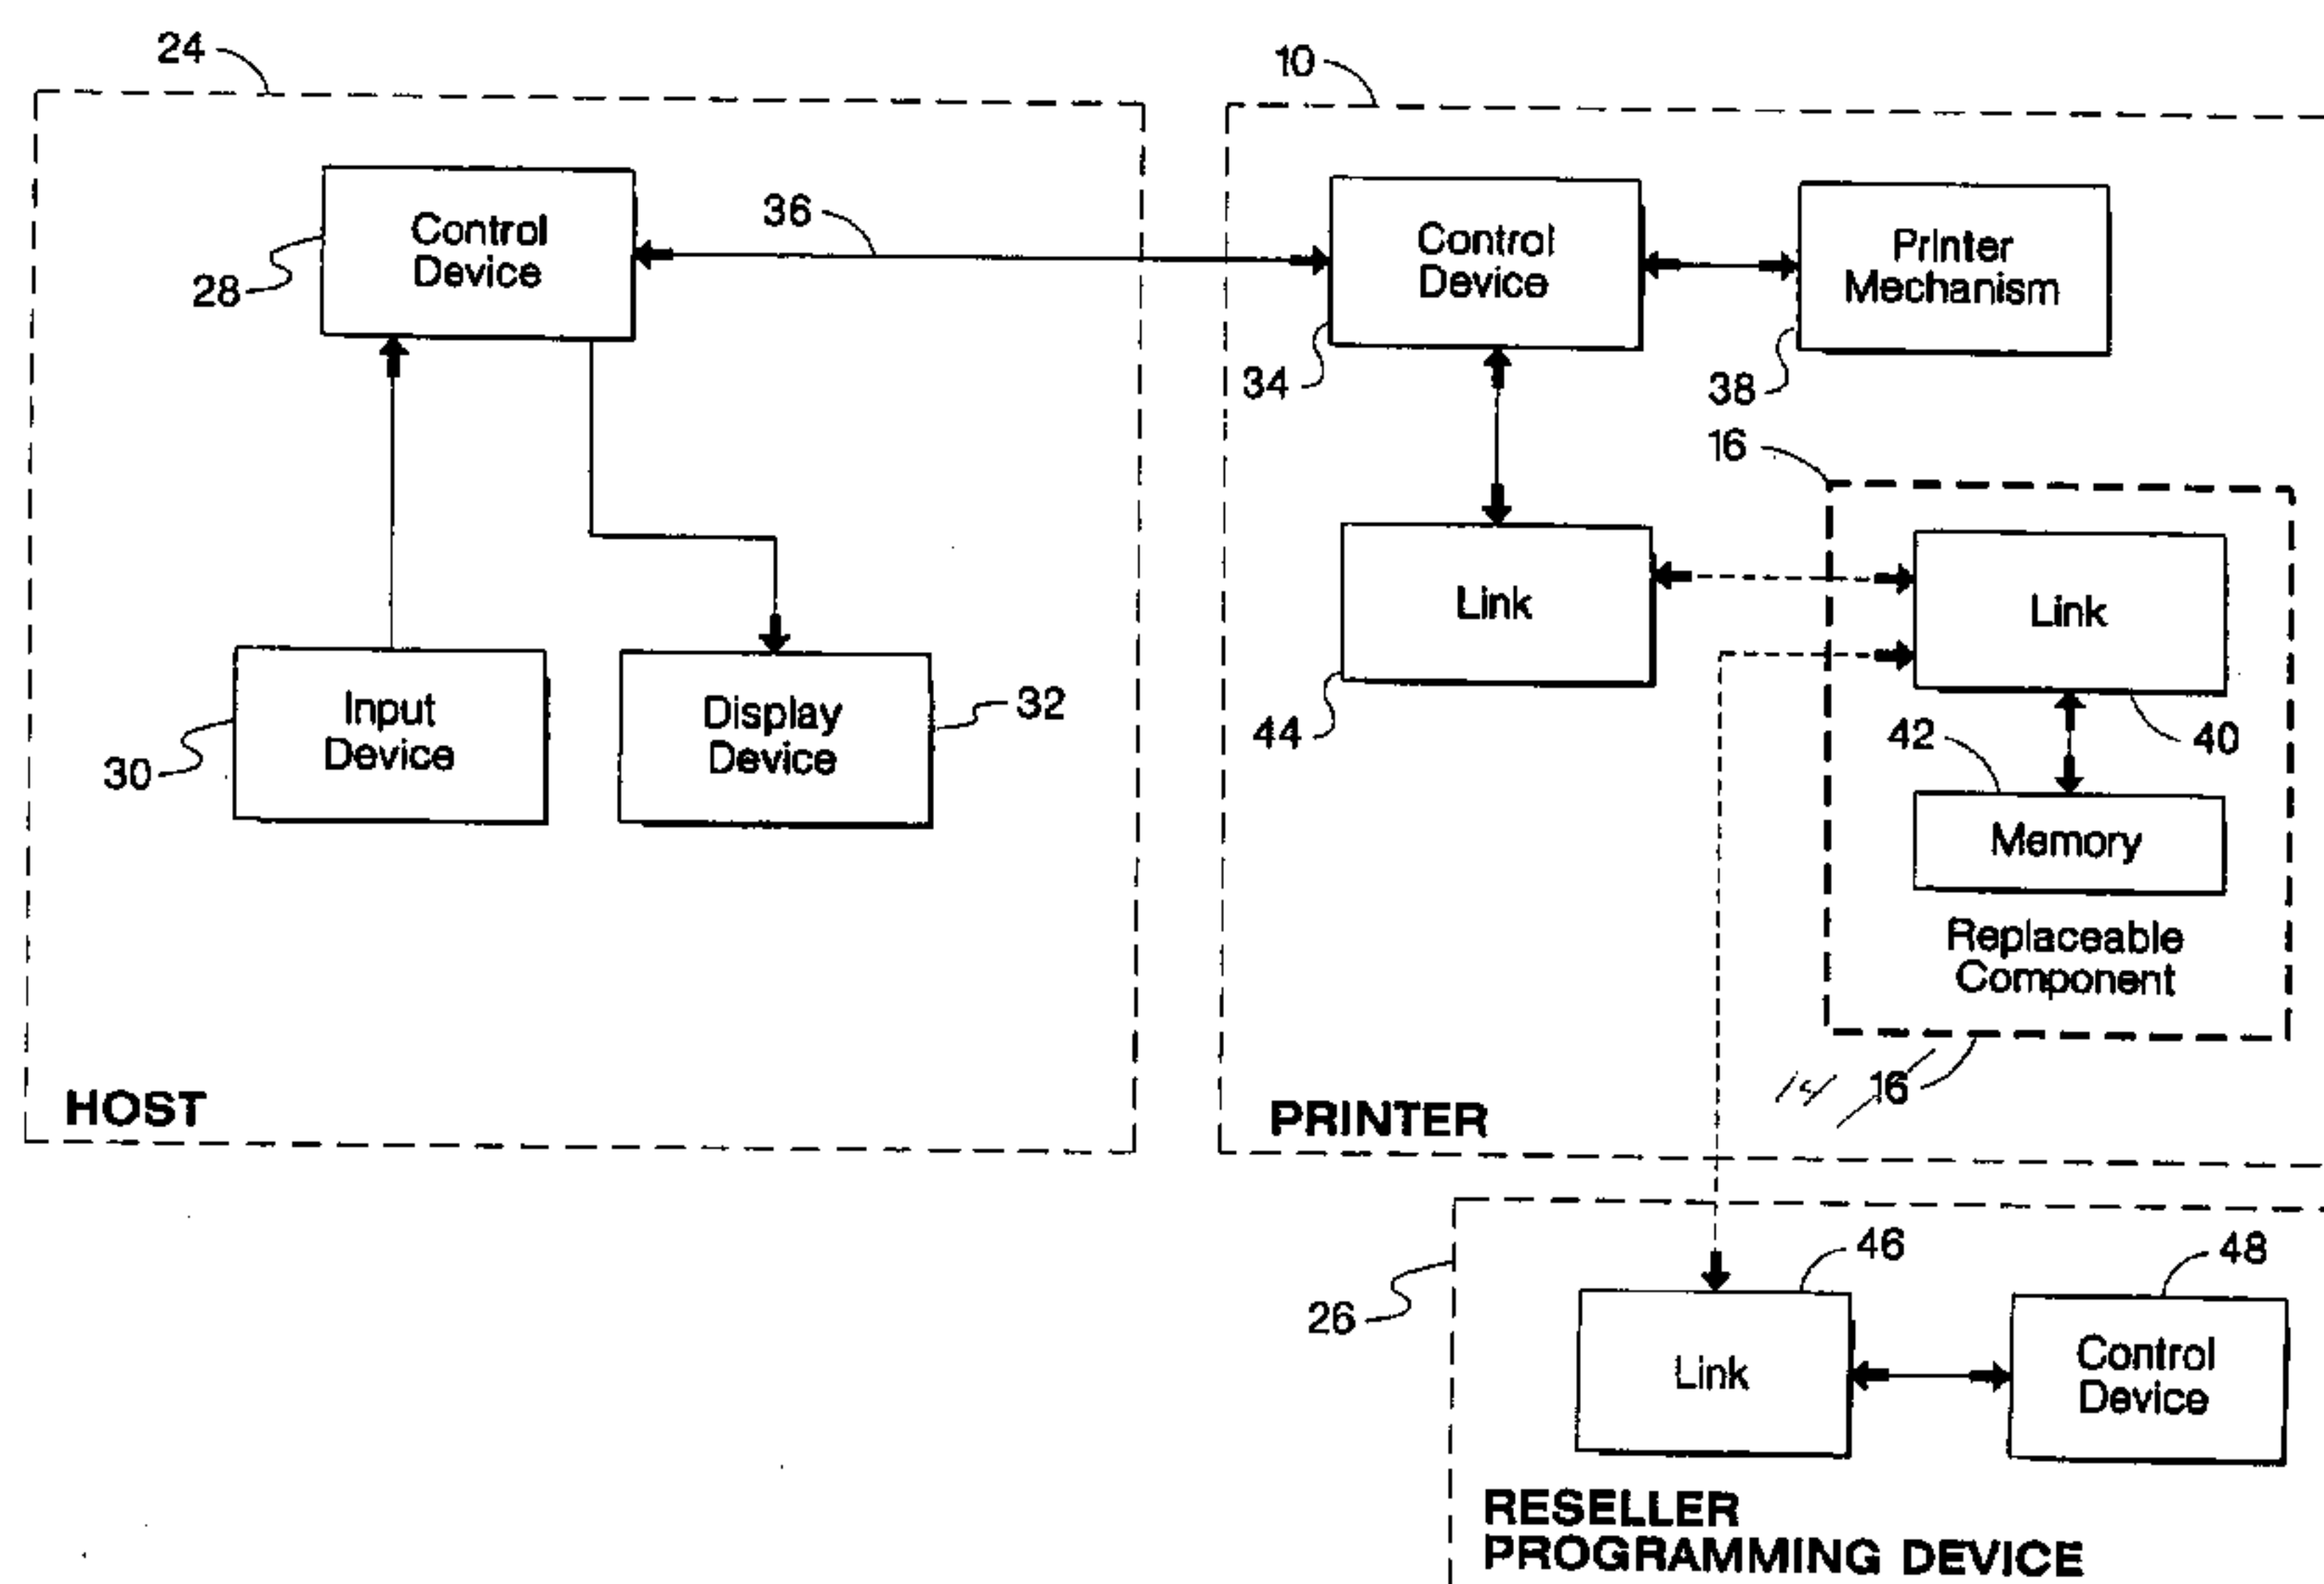 24
10
Control
Device
28
36
Control
Device
34
Printer
Mechanism
38
16
Input
Device
30
Display
Device
32
Link
44
Link
40
42
Memory
Replaceable
Component
16
HOST
PRINTER
26
46
48
Link
Control
Device
RESELLER
PROGRAMMING DEVICE